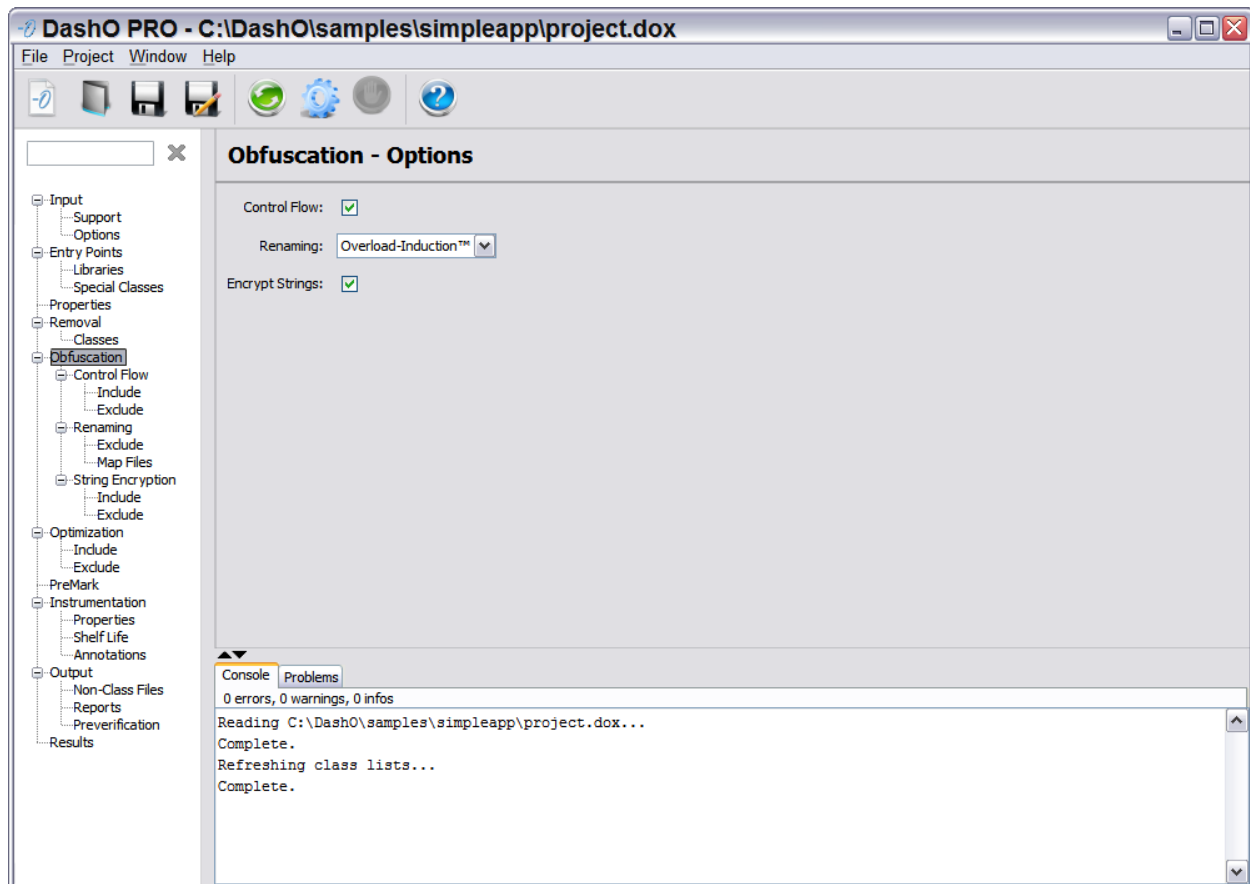 DashO PRO - C:\DashO\samples\simpleapp\project.dox
File Project Window Help
Obfuscation - Options
Input
Support
Options
Entry Points
Libraries
Special Classes
Properties
Removal
Classes
Obfuscation
Control Flow
Include
Exclude
Renaming
Exclude
Map Files
String Encryption
Include
Exclude
Optimization
Include
Exclude
PreMark
Instrumentation
Properties
Shelf Life
Annotations
Output
Non-Class Files
Reports
Preverification
Results
Control Flow:
Renaming: Overload-Induction™
Encrypt Strings:
Console Problems
0 errors, 0 warnings, 0 infos
Reading C:\DashO\samples\simpleapp\project.dox...
Complete.
Refreshing class lists...
Complete.